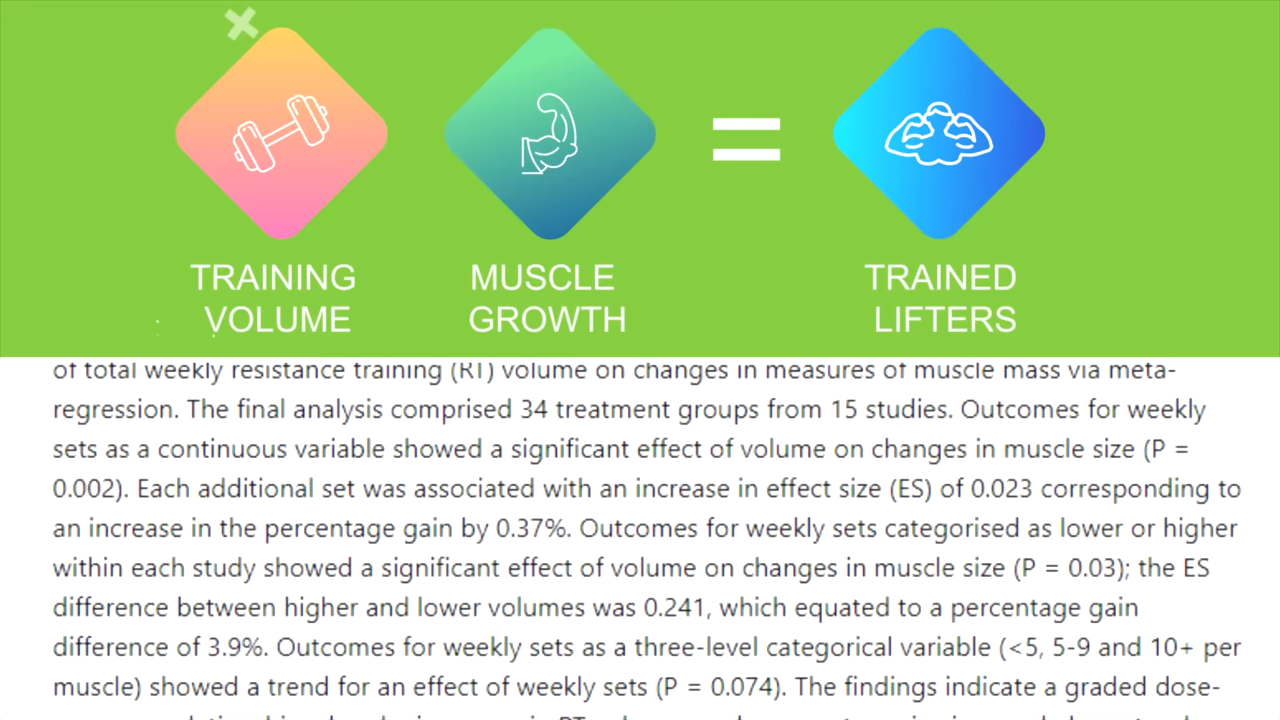 TRAINING
VOLUME
MUSCLE
GROWTH
=
TRAINED
LIFTERS
of total weekly resistance training (RT) volume on changes in measures of muscle mass via meta-
regression. The final analysis comprised 34 treatment groups from 15 studies. Outcomes for weekly
sets as a continuous variable showed a significant effect of volume on changes in muscle size (P =
0.002). Each additional set was associated with an increase in effect size (ES) of 0.023 corresponding to
an increase in the percentage gain by 0.37%. Outcomes for weekly sets categorised as lower or higher
within each study showed a significant effect of volume on changes in muscle size (P = 0.03); the ES
difference between higher and lower volumes was 0.241, which equated to a percentage gain
difference of 3.9%. Outcomes for weekly sets as a three-level categorical variable (<5, 5-9 and 10+ per
muscle) showed a trend for an effect of weekly sets (P = 0.074). The findings indicate a graded dose-